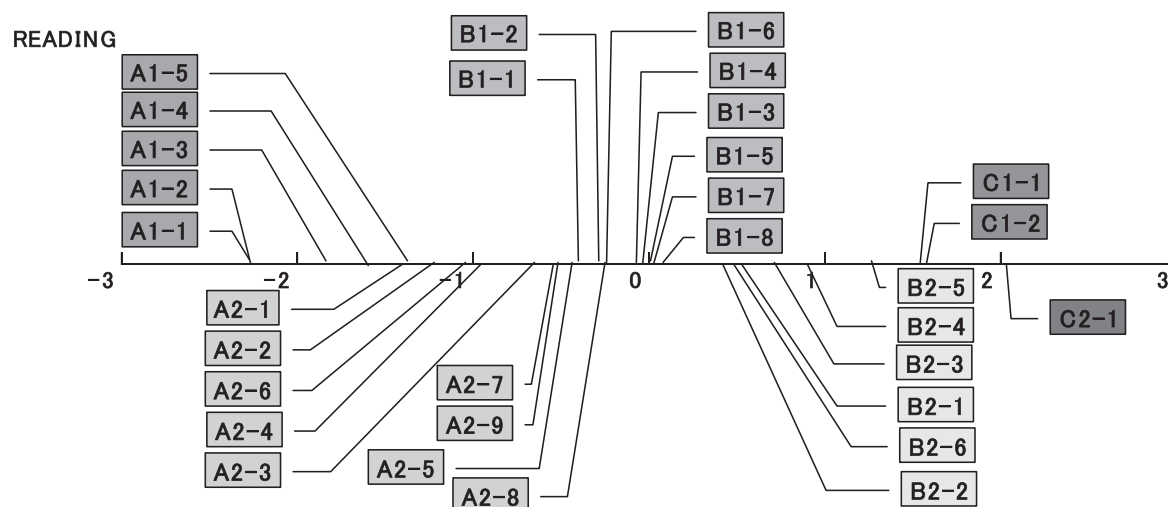 READING
B1-2
B1-6
A1-5
B1-1
B1-4
A1-4
B1-3
A1-3
B1-5
A1-2
B1-7
C1-1
A1-1
B1-8
C1-2
-3 -2 -1 0 1 2 3
A2-1
B2-5
C2-1
A2-2
B2-4
A2-6
A2-7
B2-3
A2-4
A2-9
B2-1
A2-3
A2-5
B2-6
A2-8
B2-2